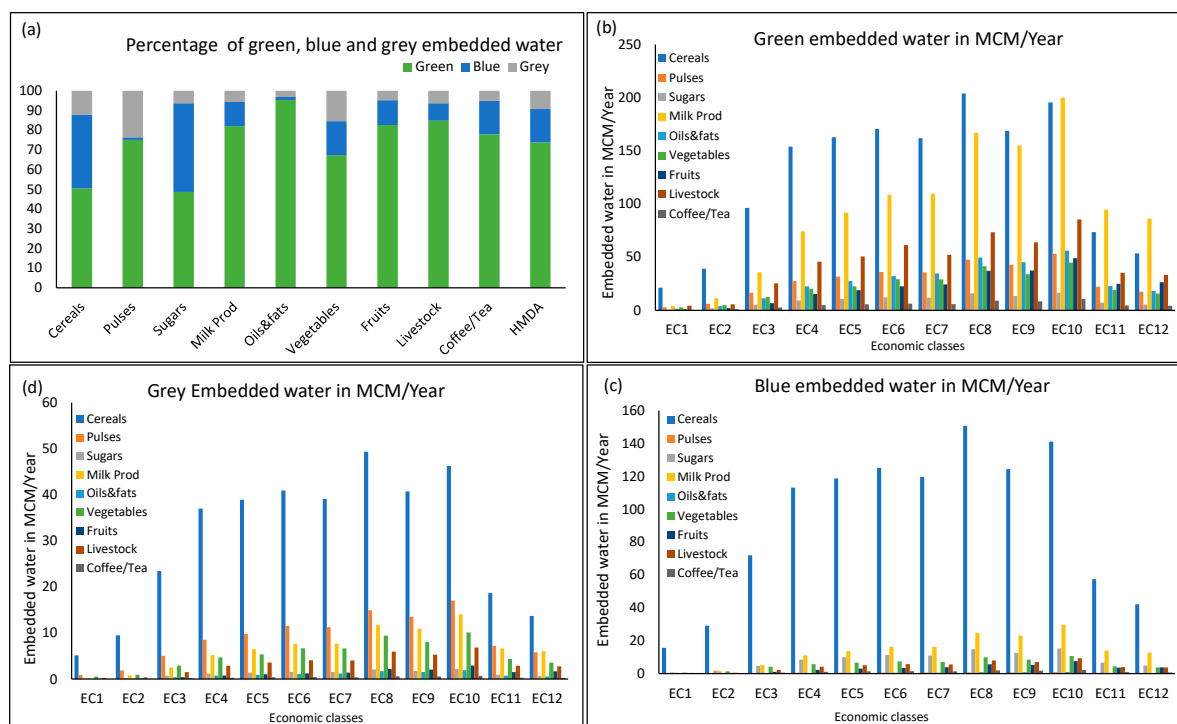 (a)
Percentage of green, blue and grey embedded water
Green Blue Grey
100
90
80
70
60
50
40
30
20
10
0
Cereals
Pulses
Sugars
Milk Prod
Oils&fats
Vegetables
Fruits
Livestock
Coffee/Tea
HMDA
(b)
Green embedded water in MCM/Year
Embedded water in MCM/Year
250
200
150
100
50
0
Cereals
Pulses
Sugars
Milk Prod
Oils&fats
Vegetables
Fruits
Livestock
Coffee/Tea
EC1 EC2 EC3 EC4 EC5 EC6 EC7 EC8 EC9 EC10 EC11 EC12
Economic classes
(d)
Grey Embedded water in MCM/Year
Embedded water in MCM/Year
60
50
40
30
20
10
0
Cereals
Pulses
Sugars
Milk Prod
Oils&fats
Vegetables
Fruits
Livestock
Coffee/Tea
EC1 EC2 EC3 EC4 EC5 EC6 EC7 EC8 EC9 EC10 EC11 EC12
Economic classes
(c)
Blue embedded water in MCM/Year
Embedded water in MCM/Year
160
140
120
100
80
60
40
20
0
Cereals
Pulses
Sugars
Milk Prod
Oils&fats
Vegetables
Fruits
Livestock
Coffee/Tea
EC1 EC2 EC3 EC4 EC5 EC6 EC7 EC8 EC9 EC10 EC11 EC12
Economic classes